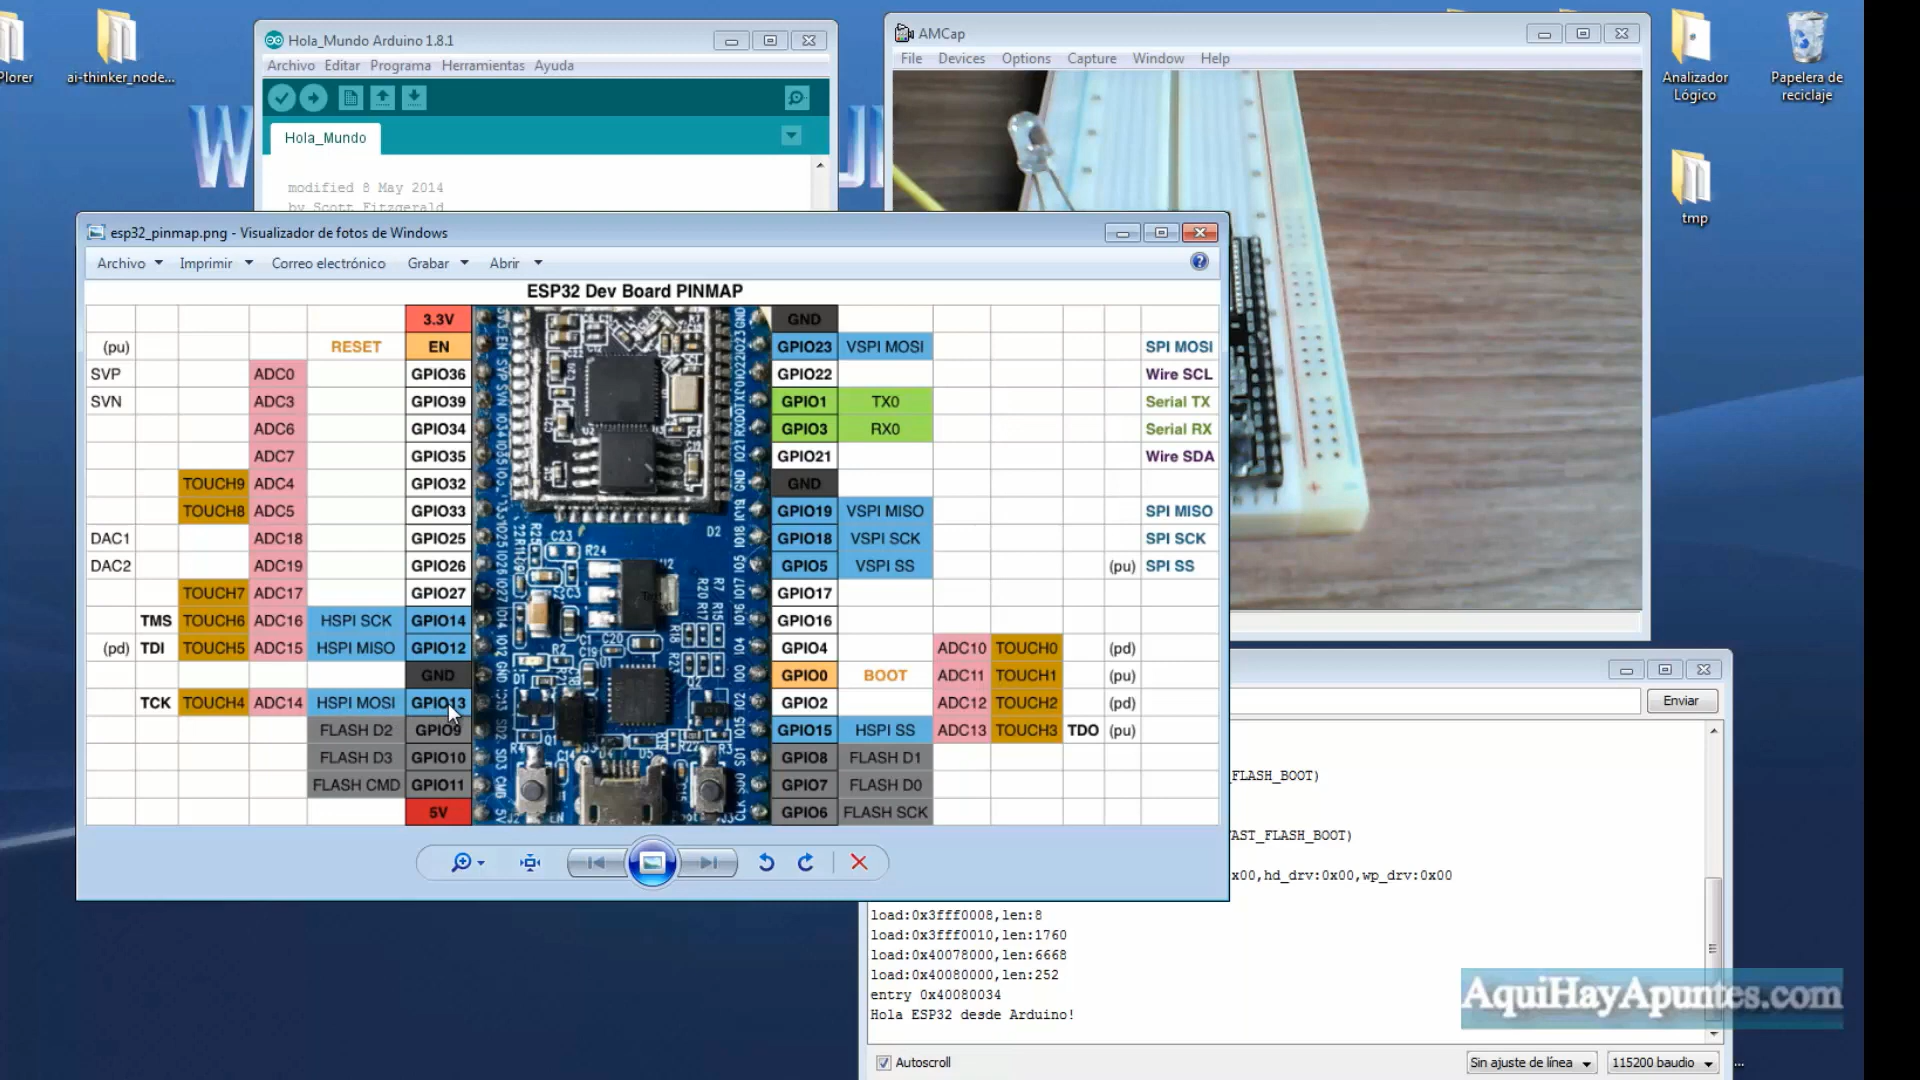 Plorer
ai-thinker_node...
Analizador Lógico
Papelera de reciclaje
tmp
W
Hola_Mundo Arduino 1.8.1
Archivo Editar Programa Herramientas Ayuda
Hola_Mundo
modified 8 May 2014
by Scott Fitzgerald
AMCap
File Devices Options Capture Window Help
esp32_pinmap.png - Visualizador de fotos de Windows
Archivo Imprimir Correo electrónico Grabar Abrir
ESP32 Dev Board PINMAP
3.3V GND
(pu) RESET EN GPIO23 VSPI MOSI SPI MOSI
SVP ADC0 GPIO36 GPIO22 Wire SCL
SVN ADC3 GPIO39 GPIO1 TX0 Serial TX
ADC6 GPIO34 GPIO3 RX0 Serial RX
ADC7 GPIO35 GPIO21 Wire SDA
TOUCH9 ADC4 GPIO32 GND
TOUCH8 ADC5 GPIO33 GPIO19 VSPI MISO SPI MISO
DAC1 ADC18 GPIO25 GPIO18 VSPI SCK SPI SCK
DAC2 ADC19 GPIO26 GPIO5 VSPI SS (pu) SPI SS
TOUCH7 ADC17 GPIO27 GPIO17
TMS TOUCH6 ADC16 HSPI SCK GPIO14 GPIO16
(pd) TDI TOUCH5 ADC15 HSPI MISO GPIO12 GPIO4 ADC10 TOUCH0 (pd)
GND GPIO0 BOOT ADC11 TOUCH1 (pu)
TCK TOUCH4 ADC14 HSPI MOSI GPIO13 GPIO2 ADC12 TOUCH2 (pd)
FLASH D2 GPIO9 GPIO15 HSPI SS ADC13 TOUCH3 TDO (pu)
FLASH D3 GPIO10 GPIO8 FLASH D1
FLASH CMD GPIO11 GPIO7 FLASH D0
5V GPIO6 FLASH SCK
Enviar
FLASH_BOOT)
AST_FLASH_BOOT)
x00,hd_drv:0x00,wp_drv:0x00
load:0x3fff0008,len:8
load:0x3fff0010,len:1760
load:0x40078000,len:6668
load:0x40080000,len:252
entry 0x40080034
Hola ESP32 desde Arduino!
Autoscroll
Sin ajuste de línea
115200 baudio
AquiHayApuntes.com